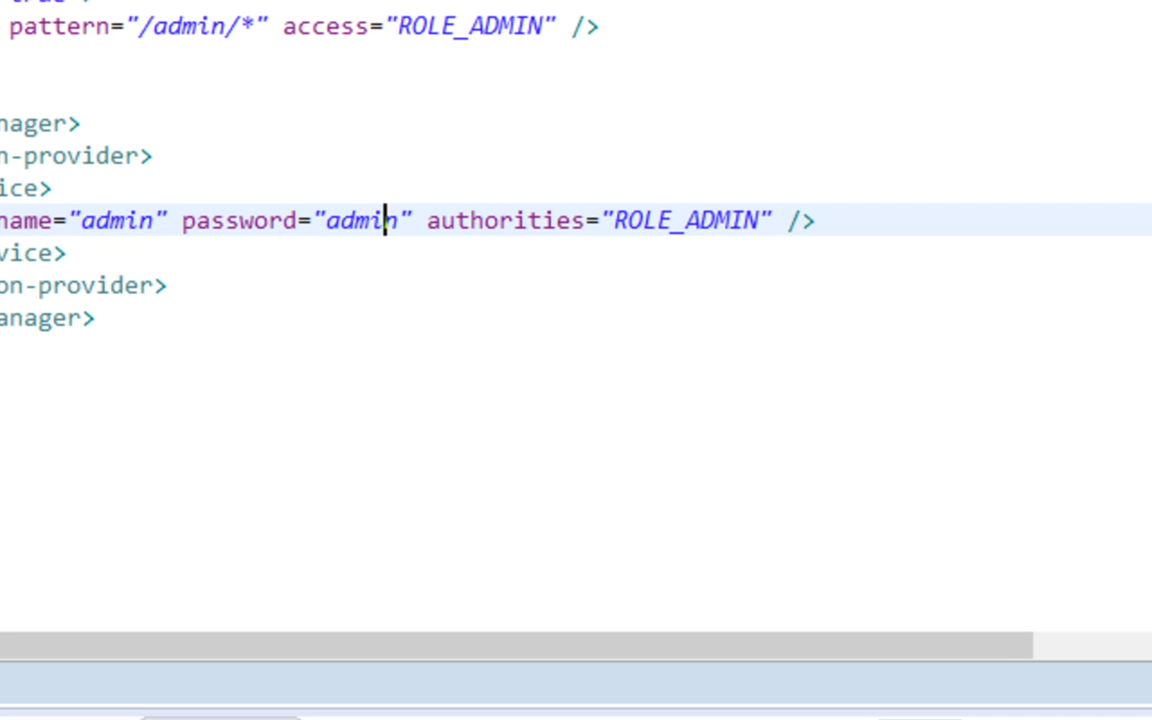 pattern="/admin/*" access="ROLE_ADMIN" />
nager>
n-provider>
ice>
name="admin" password="admin" authorities="ROLE_ADMIN" />
vice>
on-provider>
anager>